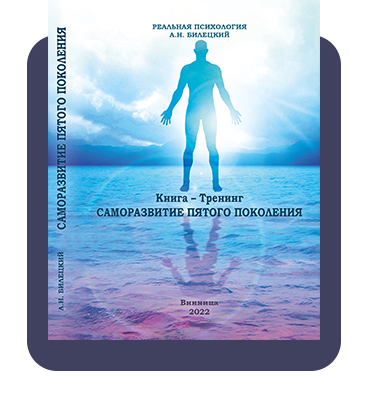 РЕАЛЬНАЯ ПСИХОЛОГИЯ
А.Н. БИЛЕЦКИЙ
Книга – Тренинг
САМОРАЗВИТИЕ ПЯТОГО ПОКОЛЕНИЯ
Винница
2022
САМОРАЗВИТИЕ ПЯТОГО ПОКОЛЕНИЯ
А.Н. БИЛЕЦКИЙ